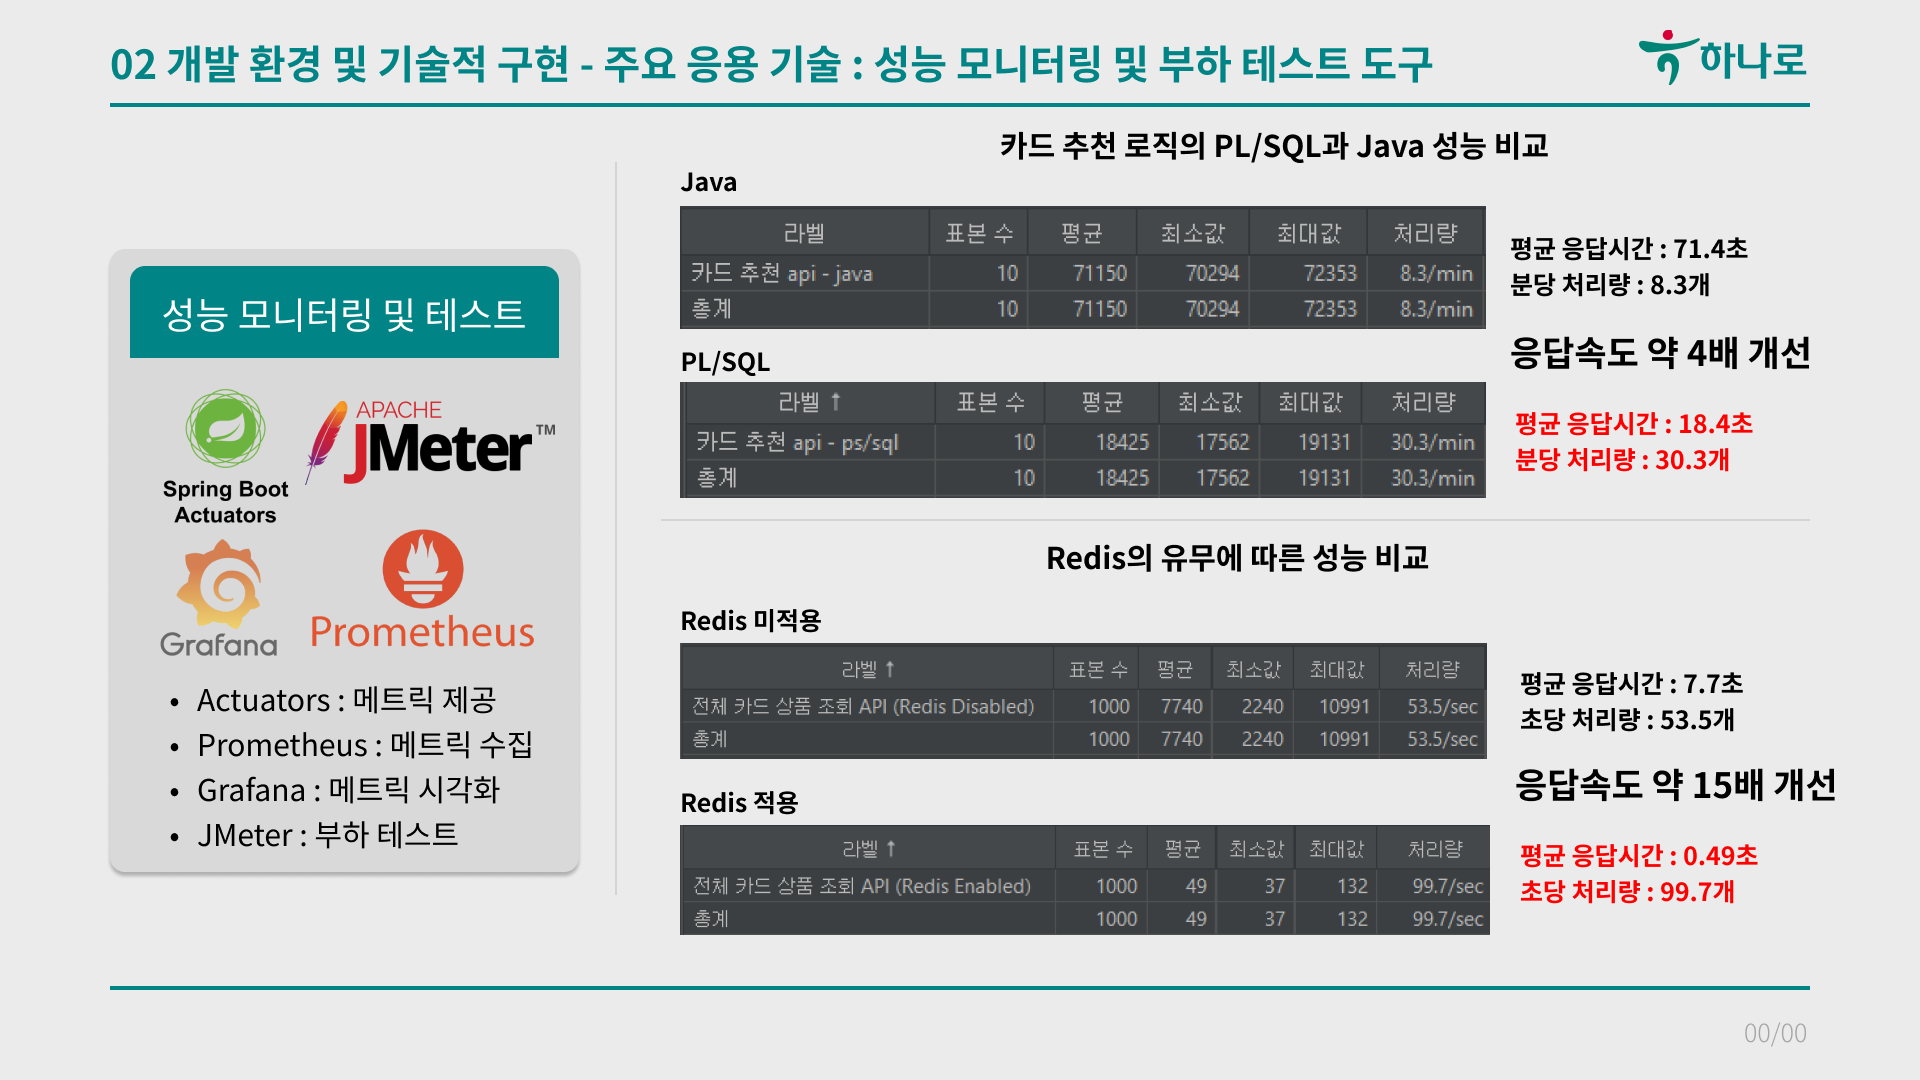 02 개발 환경 및 기술적 구현 - 주요 응용 기술 : 성능 모니터링 및 부하 테스트 도구
하나로
성능 모니터링 및 테스트
Spring Boot
Actuators
APACHE
JMeter™
Grafana
Prometheus
• Actuators : 메트릭 제공
• Prometheus : 메트릭 수집
• Grafana : 메트릭 시각화
• JMeter : 부하 테스트
카드 추천 로직의 PL/SQL과 Java 성능 비교
Java
라벨 표본 수 평균 최소값 최대값 처리량
카드 추천 api - java 10 71150 70294 72353 8.3/min
총계 10 71150 70294 72353 8.3/min
평균 응답시간 : 71.4초
분당 처리량 : 8.3개
응답속도 약 4배 개선
PL/SQL
라벨 ↑ 표본 수 평균 최소값 최대값 처리량
카드 추천 api - ps/sql 10 18425 17562 19131 30.3/min
총계 10 18425 17562 19131 30.3/min
평균 응답시간 : 18.4초
분당 처리량 : 30.3개
Redis의 유무에 따른 성능 비교
Redis 미적용
라벨 ↑ 표본 수 평균 최소값 최대값 처리량
전체 카드 상품 조회 API (Redis Disabled) 1000 7740 2240 10991 53.5/sec
총계 1000 7740 2240 10991 53.5/sec
평균 응답시간 : 7.7초
초당 처리량 : 53.5개
응답속도 약 15배 개선
Redis 적용
라벨 ↑ 표본 수 평균 최소값 최대값 처리량
전체 카드 상품 조회 API (Redis Enabled) 1000 49 37 132 99.7/sec
총계 1000 49 37 132 99.7/sec
평균 응답시간 : 0.49초
초당 처리량 : 99.7개
00/00